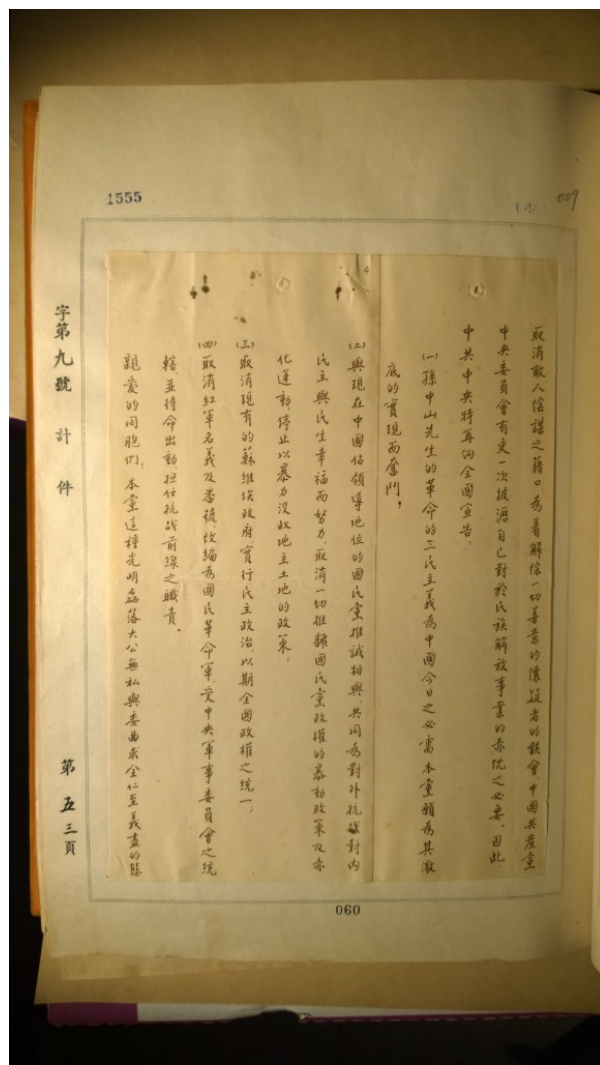 1555
009
取消敵人陰謀之藉口，為着解除一切善意的懷疑者的誤會，中國共產黨
中央委員會有更一次披瀝自己對於民族解放事業的赤忱之必要，因此，
中共中央特再向全國宣告：
(一)孫中山先生的革命的三民主義為中國今日之必需，本黨願為其澈
底的實現而奮鬥，
(二)與現在中國佔領導地位的國民黨推誠相與，共同為對外抗戰對內
民主與民生幸福而努力，取消一切推翻國民黨政權的暴動政策及赤
化運動，停止以暴力沒收地主土地的政策；
(三)取消現有的蘇維埃政府，實行民主政治，以期全國政權之統一，
(四)取消紅軍名義及番號，改編為國民革命軍，受中央軍事委員會之統
轄，並待命出動担任抗战前線之職責。
親愛的同胞們，本黨這種光明磊落大公無私與委曲求全仁至義盡的態
字第九號 計 件
第五三頁
060